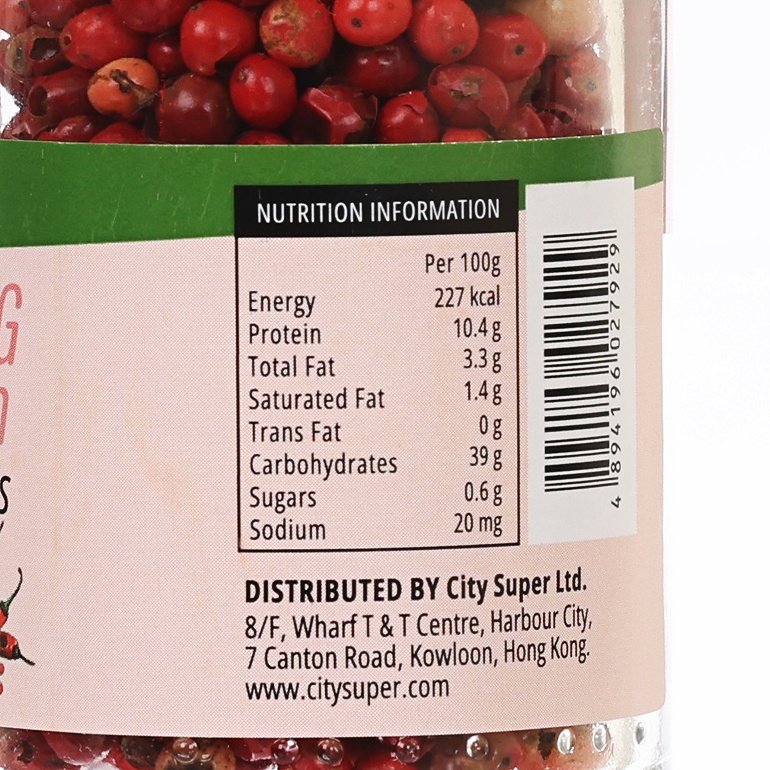 NUTRITION INFORMATION
Per 100g
Energy 227 kcal
Protein 10.4 g
Total Fat 3.3 g
Saturated Fat 1.4 g
Trans Fat 0 g
Carbohydrates 39 g
Sugars 0.6 g
Sodium 20 mg
4 894196 027929
DISTRIBUTED BY City Super Ltd.
8/F, Wharf T & T Centre, Harbour City,
7 Canton Road, Kowloon, Hong Kong.
www.citysuper.com